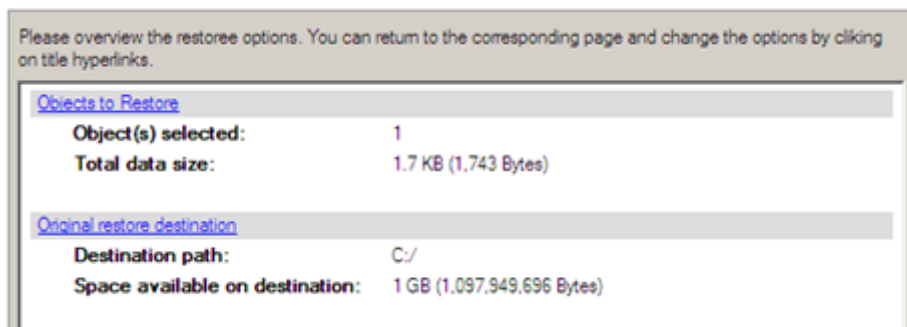 Please overview the restoree options. You can return to the corresponding page and change the options by cliking
on title hyperlinks.
Objects to Restore
Object(s) selected: 1
Total data size: 1.7 KB (1,743 Bytes)
Original restore destination
Destination path: C:/
Space available on destination: 1 GB (1,097,949,696 Bytes)